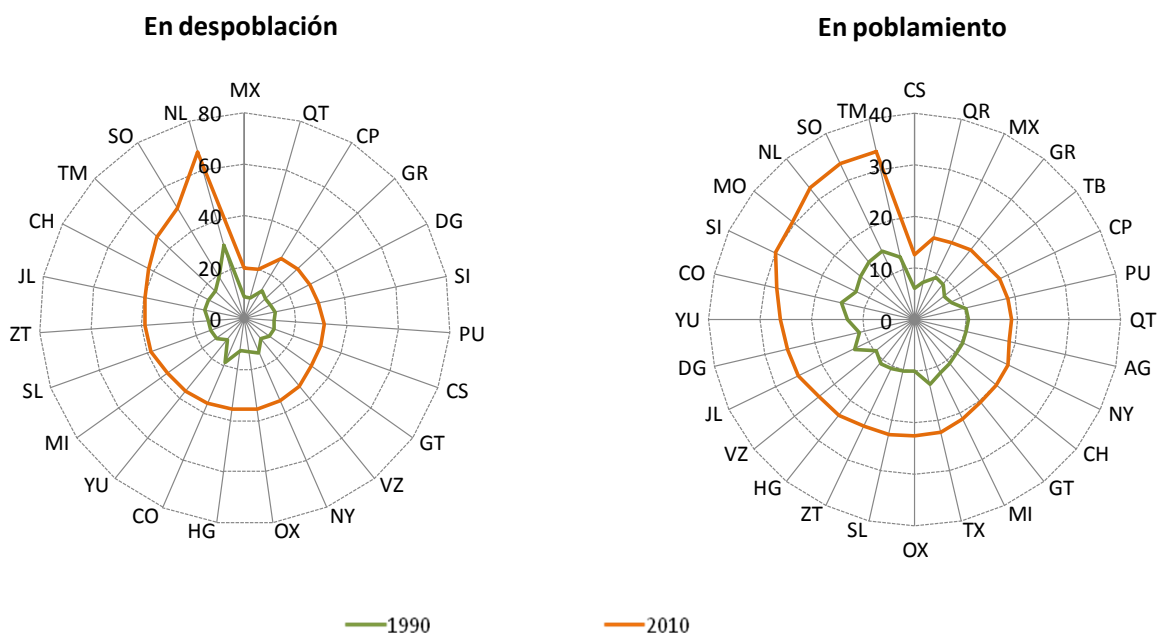 En despoblación
MX
QT
CP
GR
DG
SI
PU
CS
GT
VZ
NY
OX
HG
CO
YU
MI
SL
ZT
JL
CH
TM
SO
NL
80
60
40
20
0
En poblamiento
CS
QR
MX
GR
TB
CP
PU
QT
AG
NY
CH
GT
MI
TX
OX
SL
ZT
HG
VZ
JL
DG
YU
CO
SI
MO
NL
SO
TM
40
30
20
10
0
1990
2010